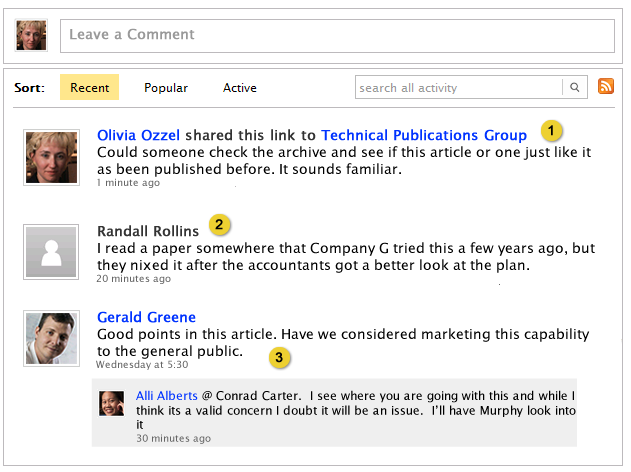 Leave a Comment
Sort: Recent Popular Active search all activity
Olivia Ozzel shared this link to Technical Publications Group 1
Could someone check the archive and see if this article or one just like it
as been published before. It sounds familiar.
1 minute ago
Randall Rollins 2
I read a paper somewhere that Company G tried this a few years ago, but
they nixed it after the accountants got a better look at the plan.
20 minutes ago
Gerald Greene
Good points in this article. Have we considered marketing this capability
to the general public.
Wednesday at 5:30
3
Alli Alberts @ Conrad Carter. I see where you are going with this and while I
think its a valid concern I doubt it will be an issue. I'll have Murphy look into
it
30 minutes ago